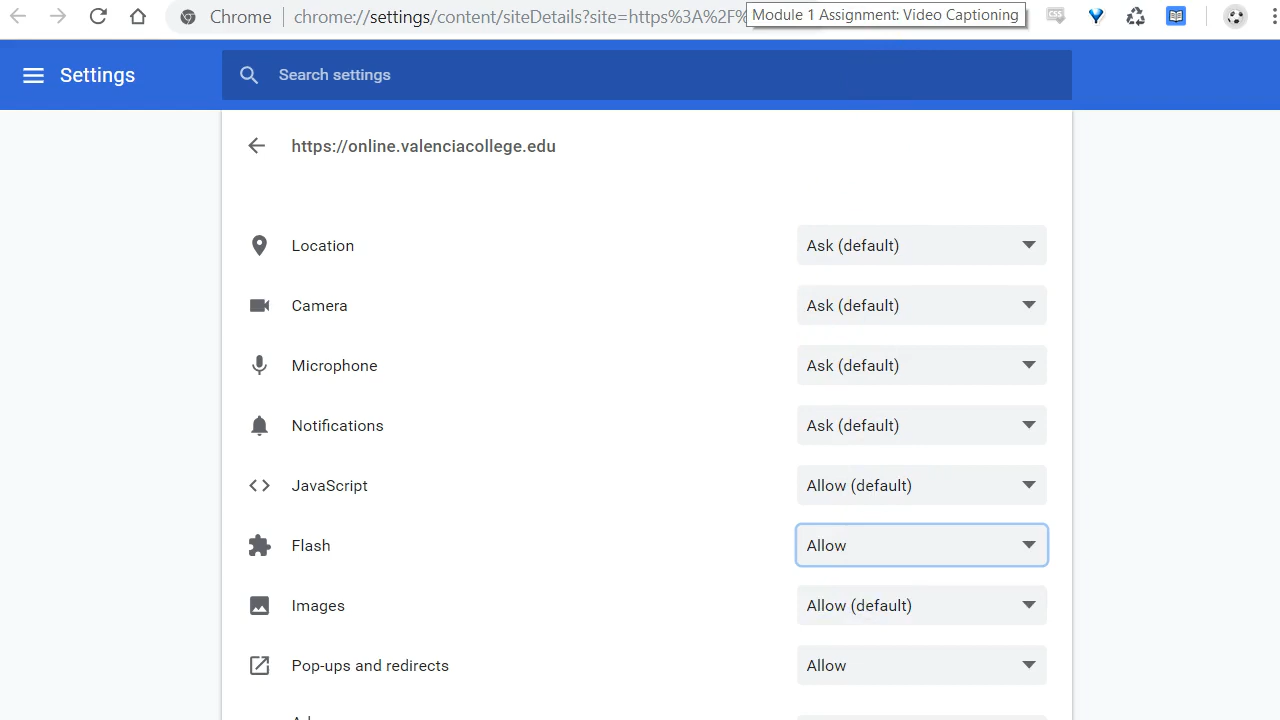 Chrome chrome://settings/content/siteDetails?site=https%3A%2F% Module 1 Assignment: Video Captioning
Settings Search settings
https://online.valenciacollege.edu
Location Ask (default)
Camera Ask (default)
Microphone Ask (default)
Notifications Ask (default)
JavaScript Allow (default)
Flash Allow
Images Allow (default)
Pop-ups and redirects Allow